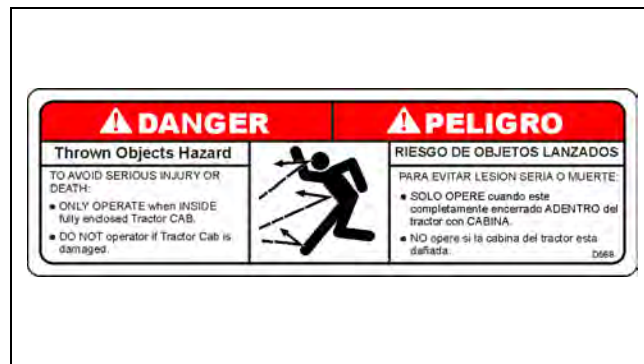 DANGER
Thrown Objects Hazard
TO AVOID SERIOUS INJURY OR
DEATH:
• ONLY OPERATE when INSIDE
fully enclosed Tractor CAB.
• DO NOT operator if Tractor Cab is
damaged.
PELIGRO
RIESGO DE OBJETOS LANZADOS
PARA EVITAR LESION SERIA O MUERTE:
• SOLO OPERE cuando este
completamente encerrado ADENTRO del
tractor con CABINA.
• NO opere si la cabina del tractor esta
dañada.
D568